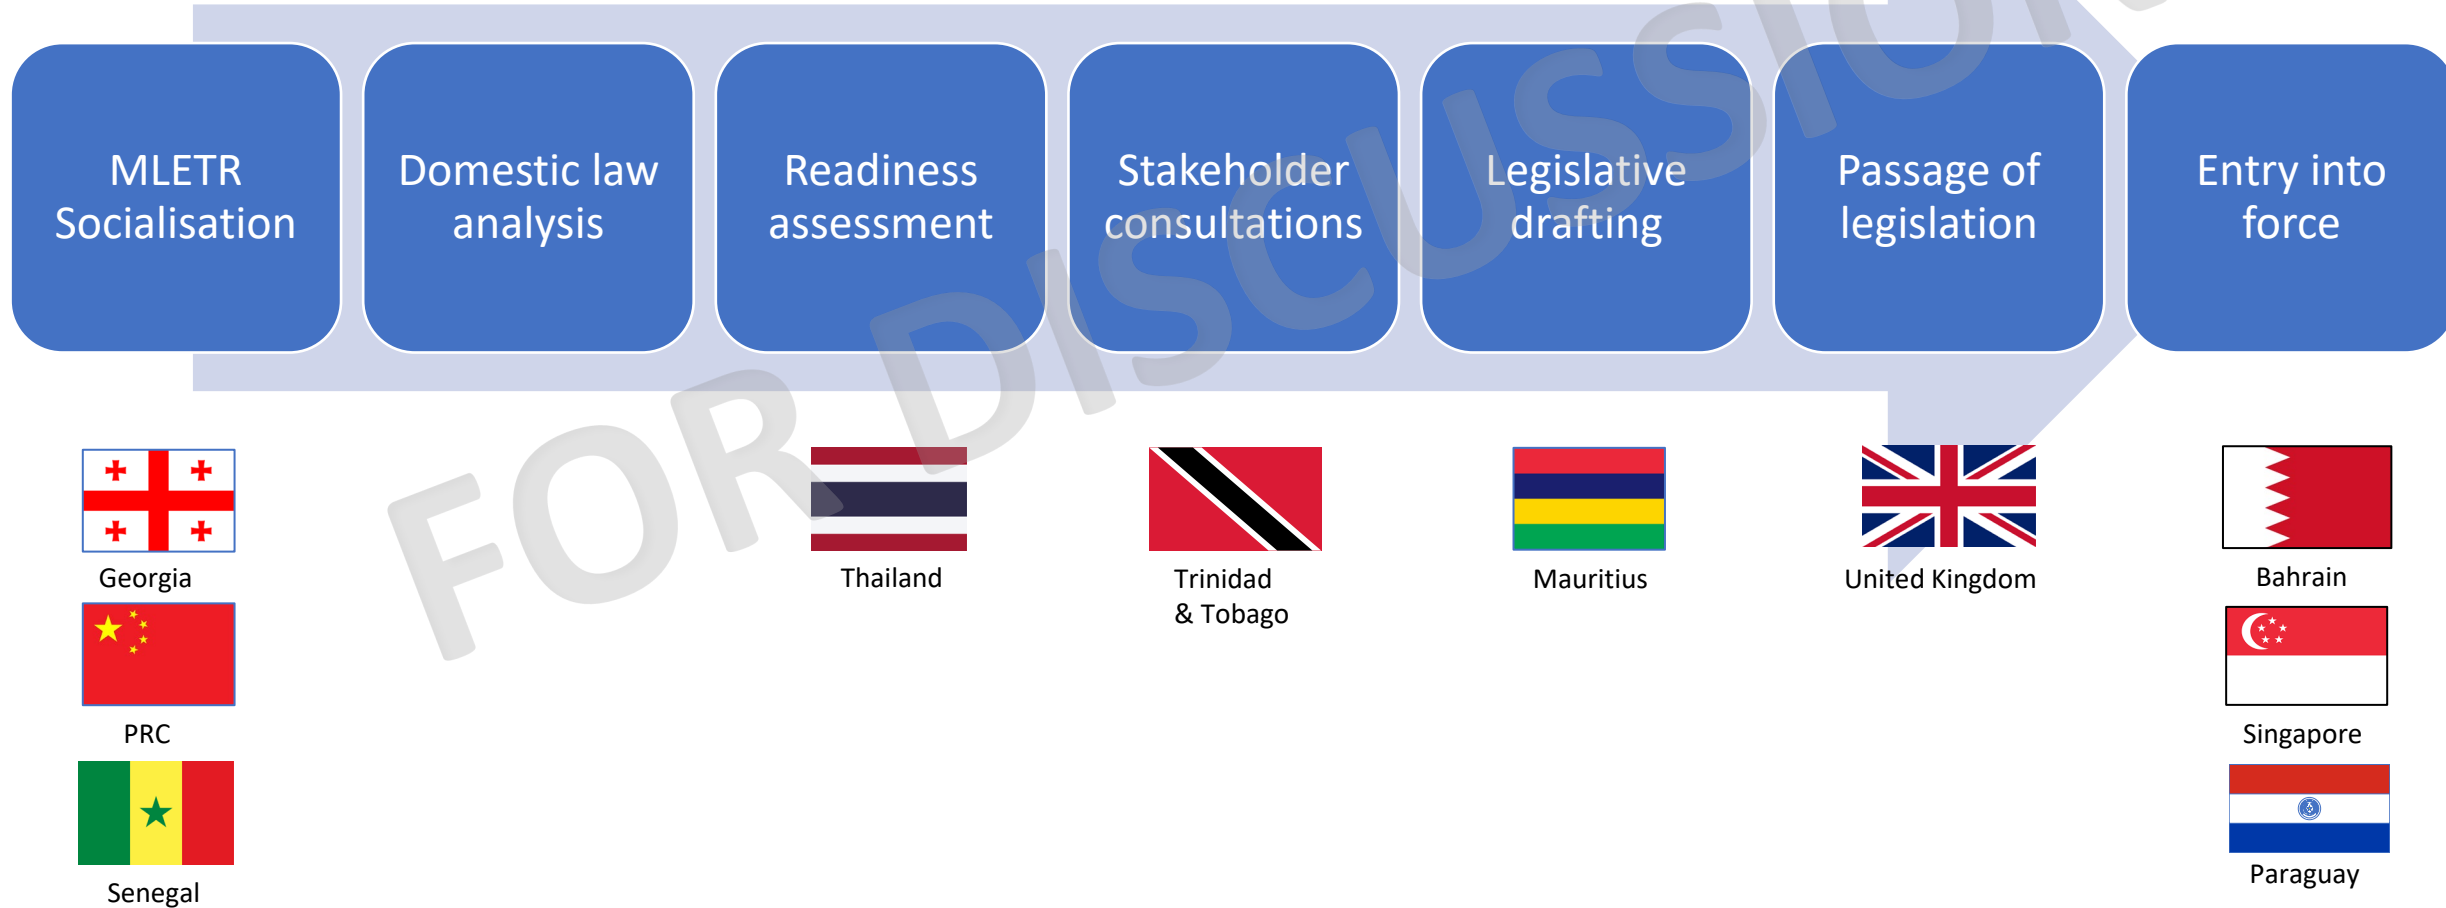 MLETR
Socialisation
Domestic law
analysis
Readiness
assessment
Stakeholder
consultations
Legislative
drafting
Passage of
legislation
Entry into
force
FOR DISCUSSION
Georgia
PRC
Senegal
Thailand
Trinidad
& Tobago
Mauritius
United Kingdom
Bahrain
Singapore
Paraguay